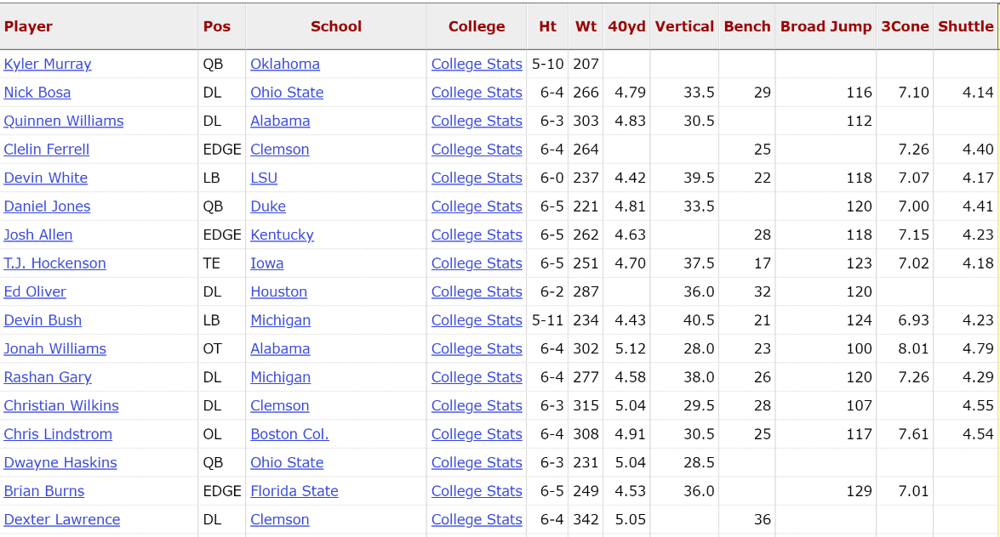 Player Pos School College Ht Wt 40yd Vertical Bench Broad Jump 3Cone Shuttle
Kyler Murray QB Oklahoma College Stats 5-10 207
Nick Bosa DL Ohio State College Stats 6-4 266 4.79 33.5 29 116 7.10 4.14
Quinnen Williams DL Alabama College Stats 6-3 303 4.83 30.5 112
Clelin Ferrell EDGE Clemson College Stats 6-4 264 25 7.26 4.40
Devin White LB LSU College Stats 6-0 237 4.42 39.5 22 118 7.07 4.17
Daniel Jones QB Duke College Stats 6-5 221 4.81 33.5 120 7.00 4.41
Josh Allen EDGE Kentucky College Stats 6-5 262 4.63 28 118 7.15 4.23
T.J. Hockenson TE Iowa College Stats 6-5 251 4.70 37.5 17 123 7.02 4.18
Ed Oliver DL Houston College Stats 6-2 287 36.0 32 120
Devin Bush LB Michigan College Stats 5-11 234 4.43 40.5 21 124 6.93 4.23
Jonah Williams OT Alabama College Stats 6-4 302 5.12 28.0 23 100 8.01 4.79
Rashan Gary DL Michigan College Stats 6-4 277 4.58 38.0 26 120 7.26 4.29
Christian Wilkins DL Clemson College Stats 6-3 315 5.04 29.5 28 107 4.55
Chris Lindstrom OL Boston Col. College Stats 6-4 308 4.91 30.5 25 117 7.61 4.54
Dwayne Haskins QB Ohio State College Stats 6-3 231 5.04 28.5
Brian Burns EDGE Florida State College Stats 6-5 249 4.53 36.0 129 7.01
Dexter Lawrence DL Clemson College Stats 6-4 342 5.05 36